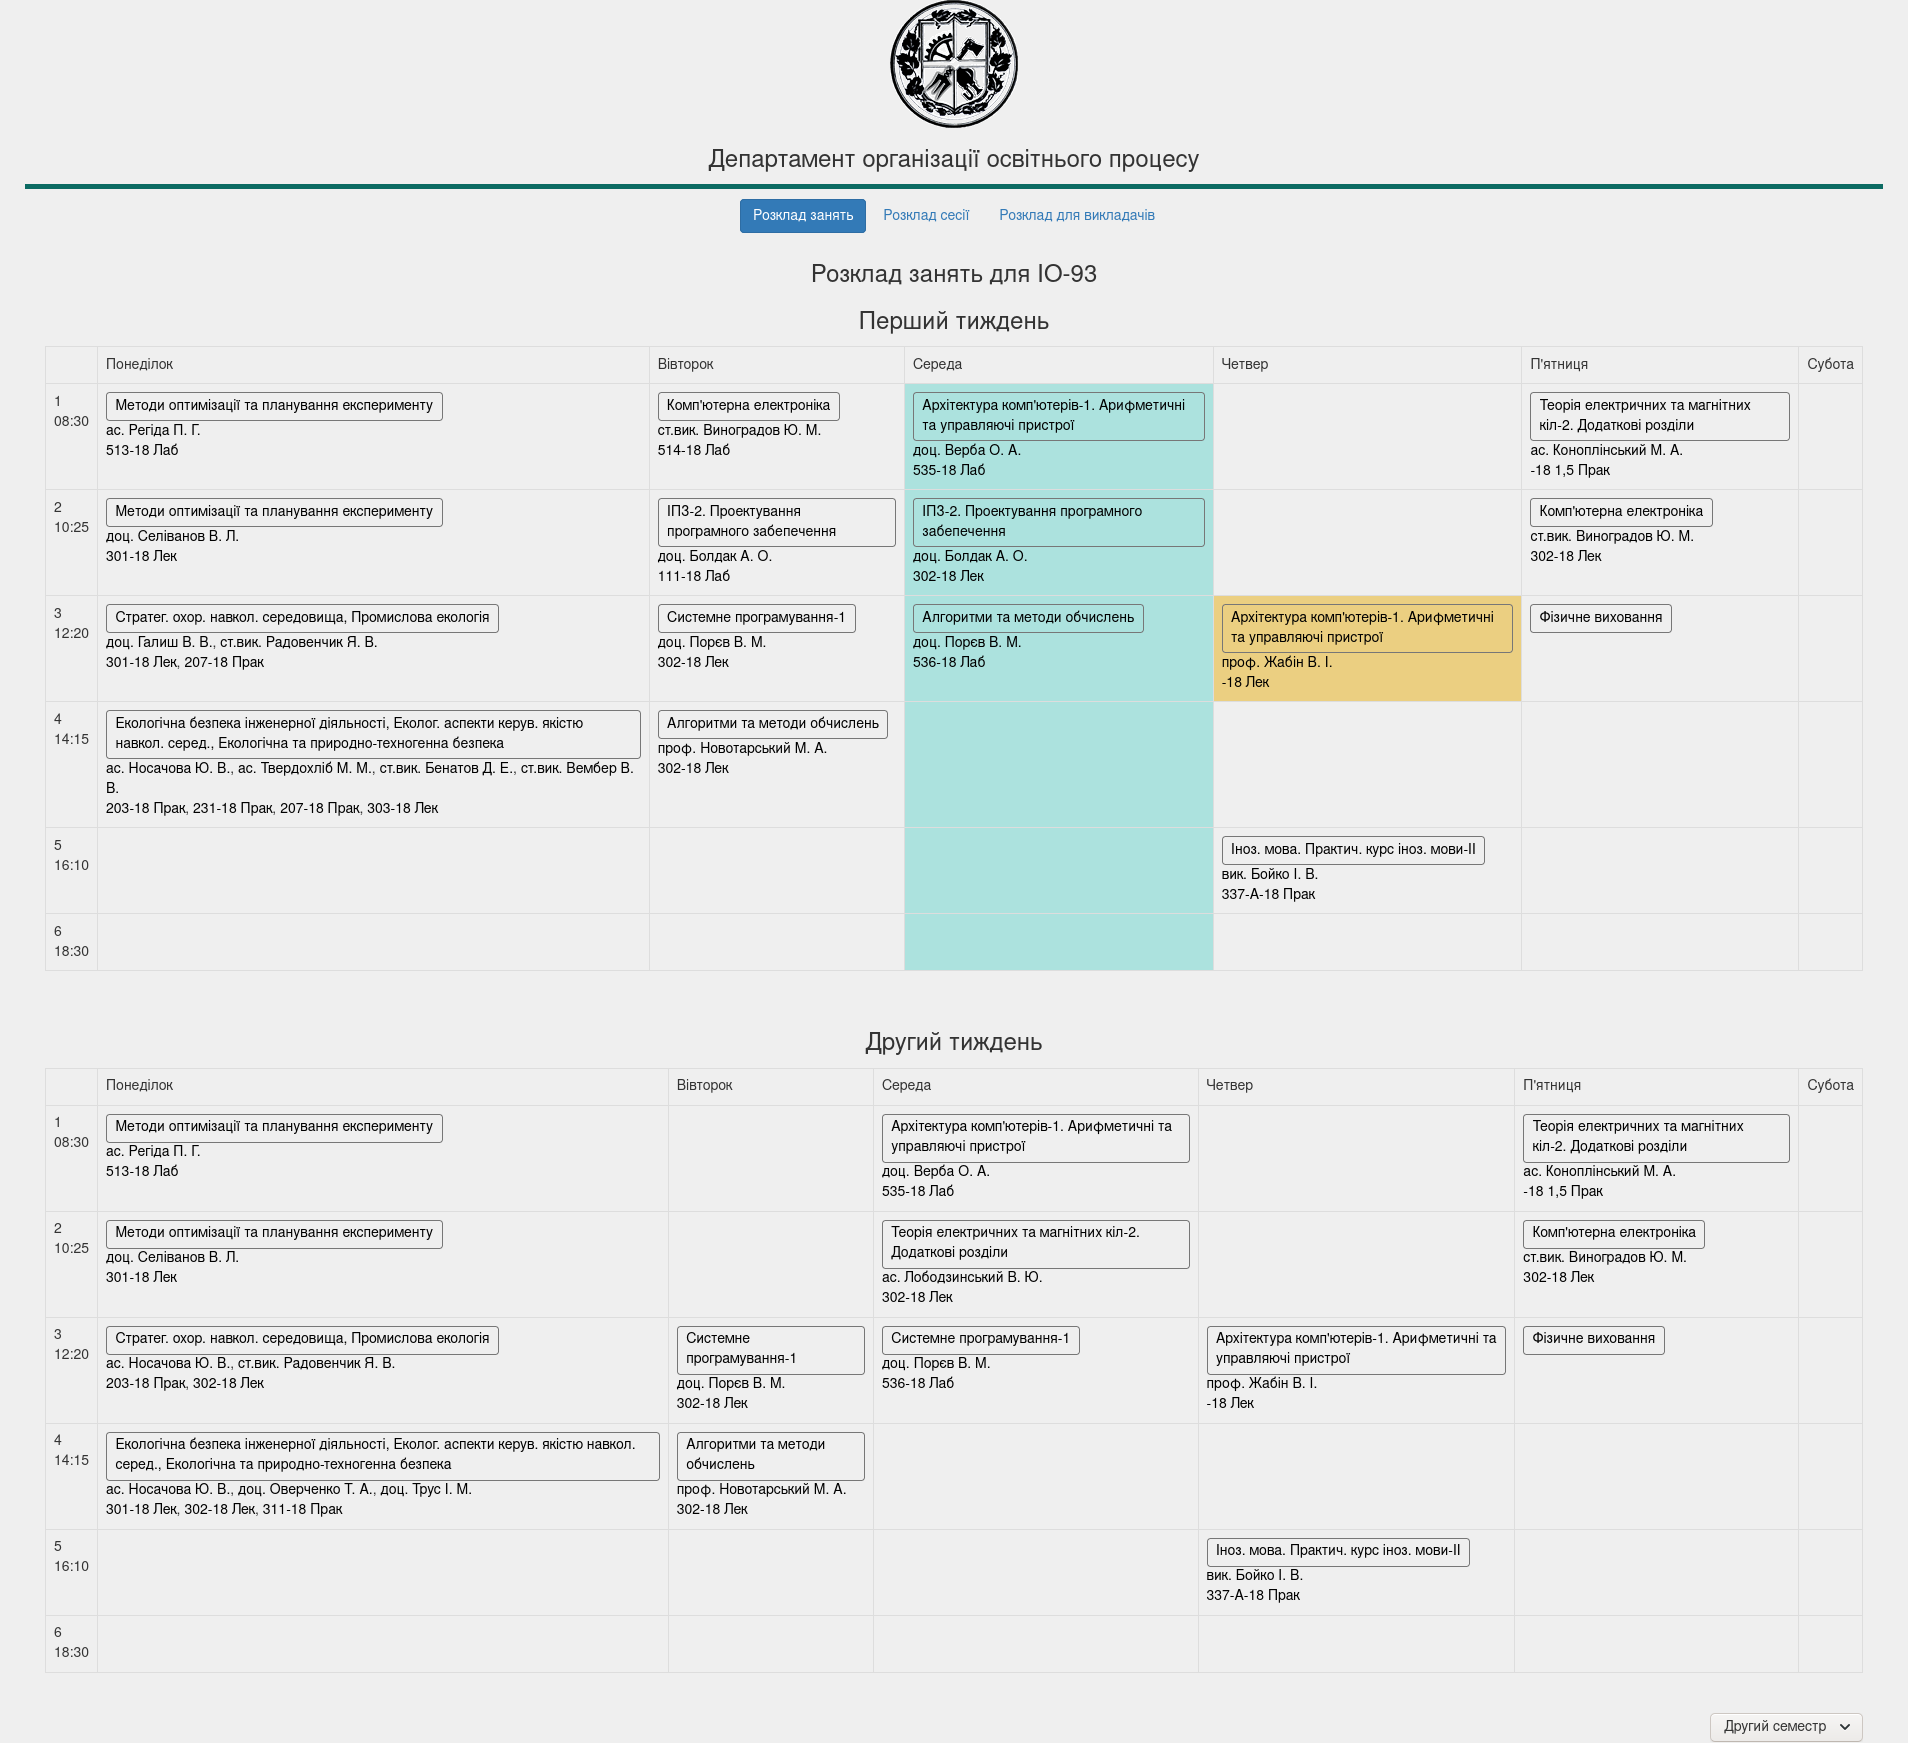 Департамент організації освітнього процесу
Розклад занять
Розклад сесії
Розклад для викладачів
Розклад занять для ІО-93
Перший тиждень
Понеділок
Вівторок
Середа
Четвер
П'ятниця
Субота
1
08:30
Методи оптимізації та планування експерименту
ас. Регіда П. Г.
513-18 Лаб
Комп'ютерна електроніка
ст.вик. Виноградов Ю. М.
514-18 Лаб
Архітектура комп'ютерів-1. Арифметичні
та управляючі пристрої
доц. Верба О. А.
535-18 Лаб
Теорія електричних та магнітних
кіл-2. Додаткові розділи
ас. Коноплінський М. А.
-18 1,5 Прак
2
10:25
Методи оптимізації та планування експерименту
доц. Селіванов В. Л.
301-18 Лек
ІПЗ-2. Проектування
програмного забепечення
доц. Болдак А. О.
111-18 Лаб
ІПЗ-2. Проектування програмного
забепечення
доц. Болдак А. О.
302-18 Лек
Комп'ютерна електроніка
ст.вик. Виноградов Ю. М.
302-18 Лек
3
12:20
Стратег. охор. навкол. середовища, Промислова екологія
доц. Галиш В. В., ст.вик. Радовенчик Я. В.
301-18 Лек, 207-18 Прак
Системне програмування-1
доц. Порєв В. М.
302-18 Лек
Алгоритми та методи обчислень
доц. Порєв В. М.
536-18 Лаб
Архітектура комп'ютерів-1. Арифметичні
та управляючі пристрої
проф. Жабін В. І.
-18 Лек
Фізичне виховання
4
14:15
Екологічна безпека інженерної діяльності, Еколог. аспекти керув. якістю
навкол. серед., Екологічна та природно-техногенна безпека
ас. Носачова Ю. В., ас. Твердохліб М. М., ст.вик. Бенатов Д. Е., ст.вик. Вембер В.
В.
203-18 Прак, 231-18 Прак, 207-18 Прак, 303-18 Лек
Алгоритми та методи обчислень
проф. Новотарський М. А.
302-18 Лек
5
16:10
Іноз. мова. Практич. курс іноз. мови-ІІ
вик. Бойко І. В.
337-А-18 Прак
6
18:30
Другий тиждень
Понеділок
Вівторок
Середа
Четвер
П'ятниця
Субота
1
08:30
Методи оптимізації та планування експерименту
ас. Регіда П. Г.
513-18 Лаб
Архітектура комп'ютерів-1. Арифметичні та
управляючі пристрої
доц. Верба О. А.
535-18 Лаб
Теорія електричних та магнітних
кіл-2. Додаткові розділи
ас. Коноплінський М. А.
-18 1,5 Прак
2
10:25
Методи оптимізації та планування експерименту
доц. Селіванов В. Л.
301-18 Лек
Теорія електричних та магнітних кіл-2.
Додаткові розділи
ас. Лободзинський В. Ю.
302-18 Лек
Комп'ютерна електроніка
ст.вик. Виноградов Ю. М.
302-18 Лек
3
12:20
Стратег. охор. навкол. середовища, Промислова екологія
ас. Носачова Ю. В., ст.вик. Радовенчик Я. В.
203-18 Прак, 302-18 Лек
Системне
програмування-1
доц. Порєв В. М.
302-18 Лек
Системне програмування-1
доц. Порєв В. М.
536-18 Лаб
Архітектура комп'ютерів-1. Арифметичні та
управляючі пристрої
проф. Жабін В. І.
-18 Лек
Фізичне виховання
4
14:15
Екологічна безпека інженерної діяльності, Еколог. аспекти керув. якістю навкол.
серед., Екологічна та природно-техногенна безпека
ас. Носачова Ю. В., доц. Оверченко Т. А., доц. Трус І. М.
301-18 Лек, 302-18 Лек, 311-18 Прак
Алгоритми та методи
обчислень
проф. Новотарський М. А.
302-18 Лек
5
16:10
Іноз. мова. Практич. курс іноз. мови-ІІ
вик. Бойко І. В.
337-А-18 Прак
6
18:30
Другий семестр